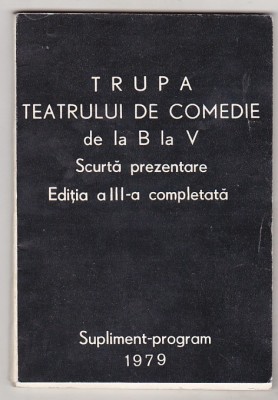 TRUPA
TEATRULUI DE COMEDIE
de la B la V
Scurtă prezentare
Ediția a III-a completată
Supliment-program
1979